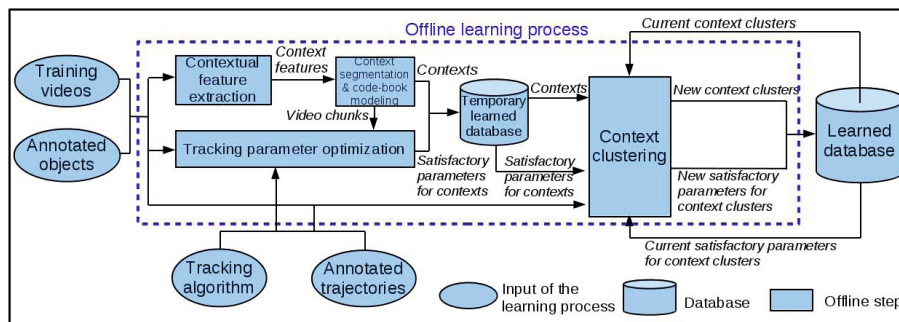 Offline learning process
Current context clusters
Training
videos
Annotated
objects
Contextual
feature
extraction
Context
features
Context
segmentation
& code-book
modeling
Contexts
Video chunks
Tracking parameter optimization
Satisfactory
parameters
for contexts
Temporary
learned
database
Contexts
Satisfactory
parameters
for contexts
Context
clustering
New context clusters
New satisfactory
parameters for
context clusters
Learned
database
Current satisfactory parameters
for context clusters
Tracking
algorithm
Annotated
trajectories
Input of the
learning process
Database
Offline step